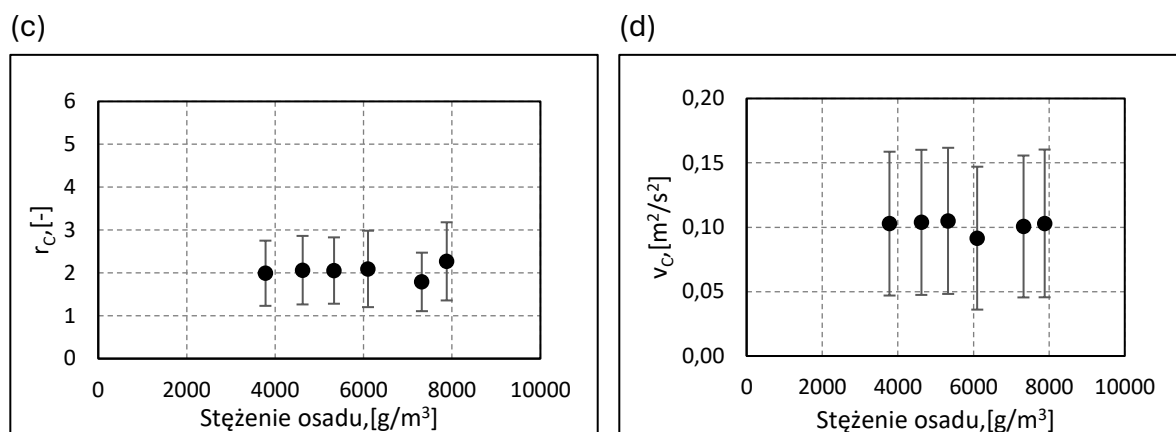 (c)
6
5
4
3
2
1
0
r_C,[-]
0 2000 4000 6000 8000 10000
Stężenie osadu,[g/m³]
(d)
0,20
0,15
0,10
0,05
0,00
v_C,[m²/s²]
0 2000 4000 6000 8000 10000
Stężenie osadu,[g/m³]